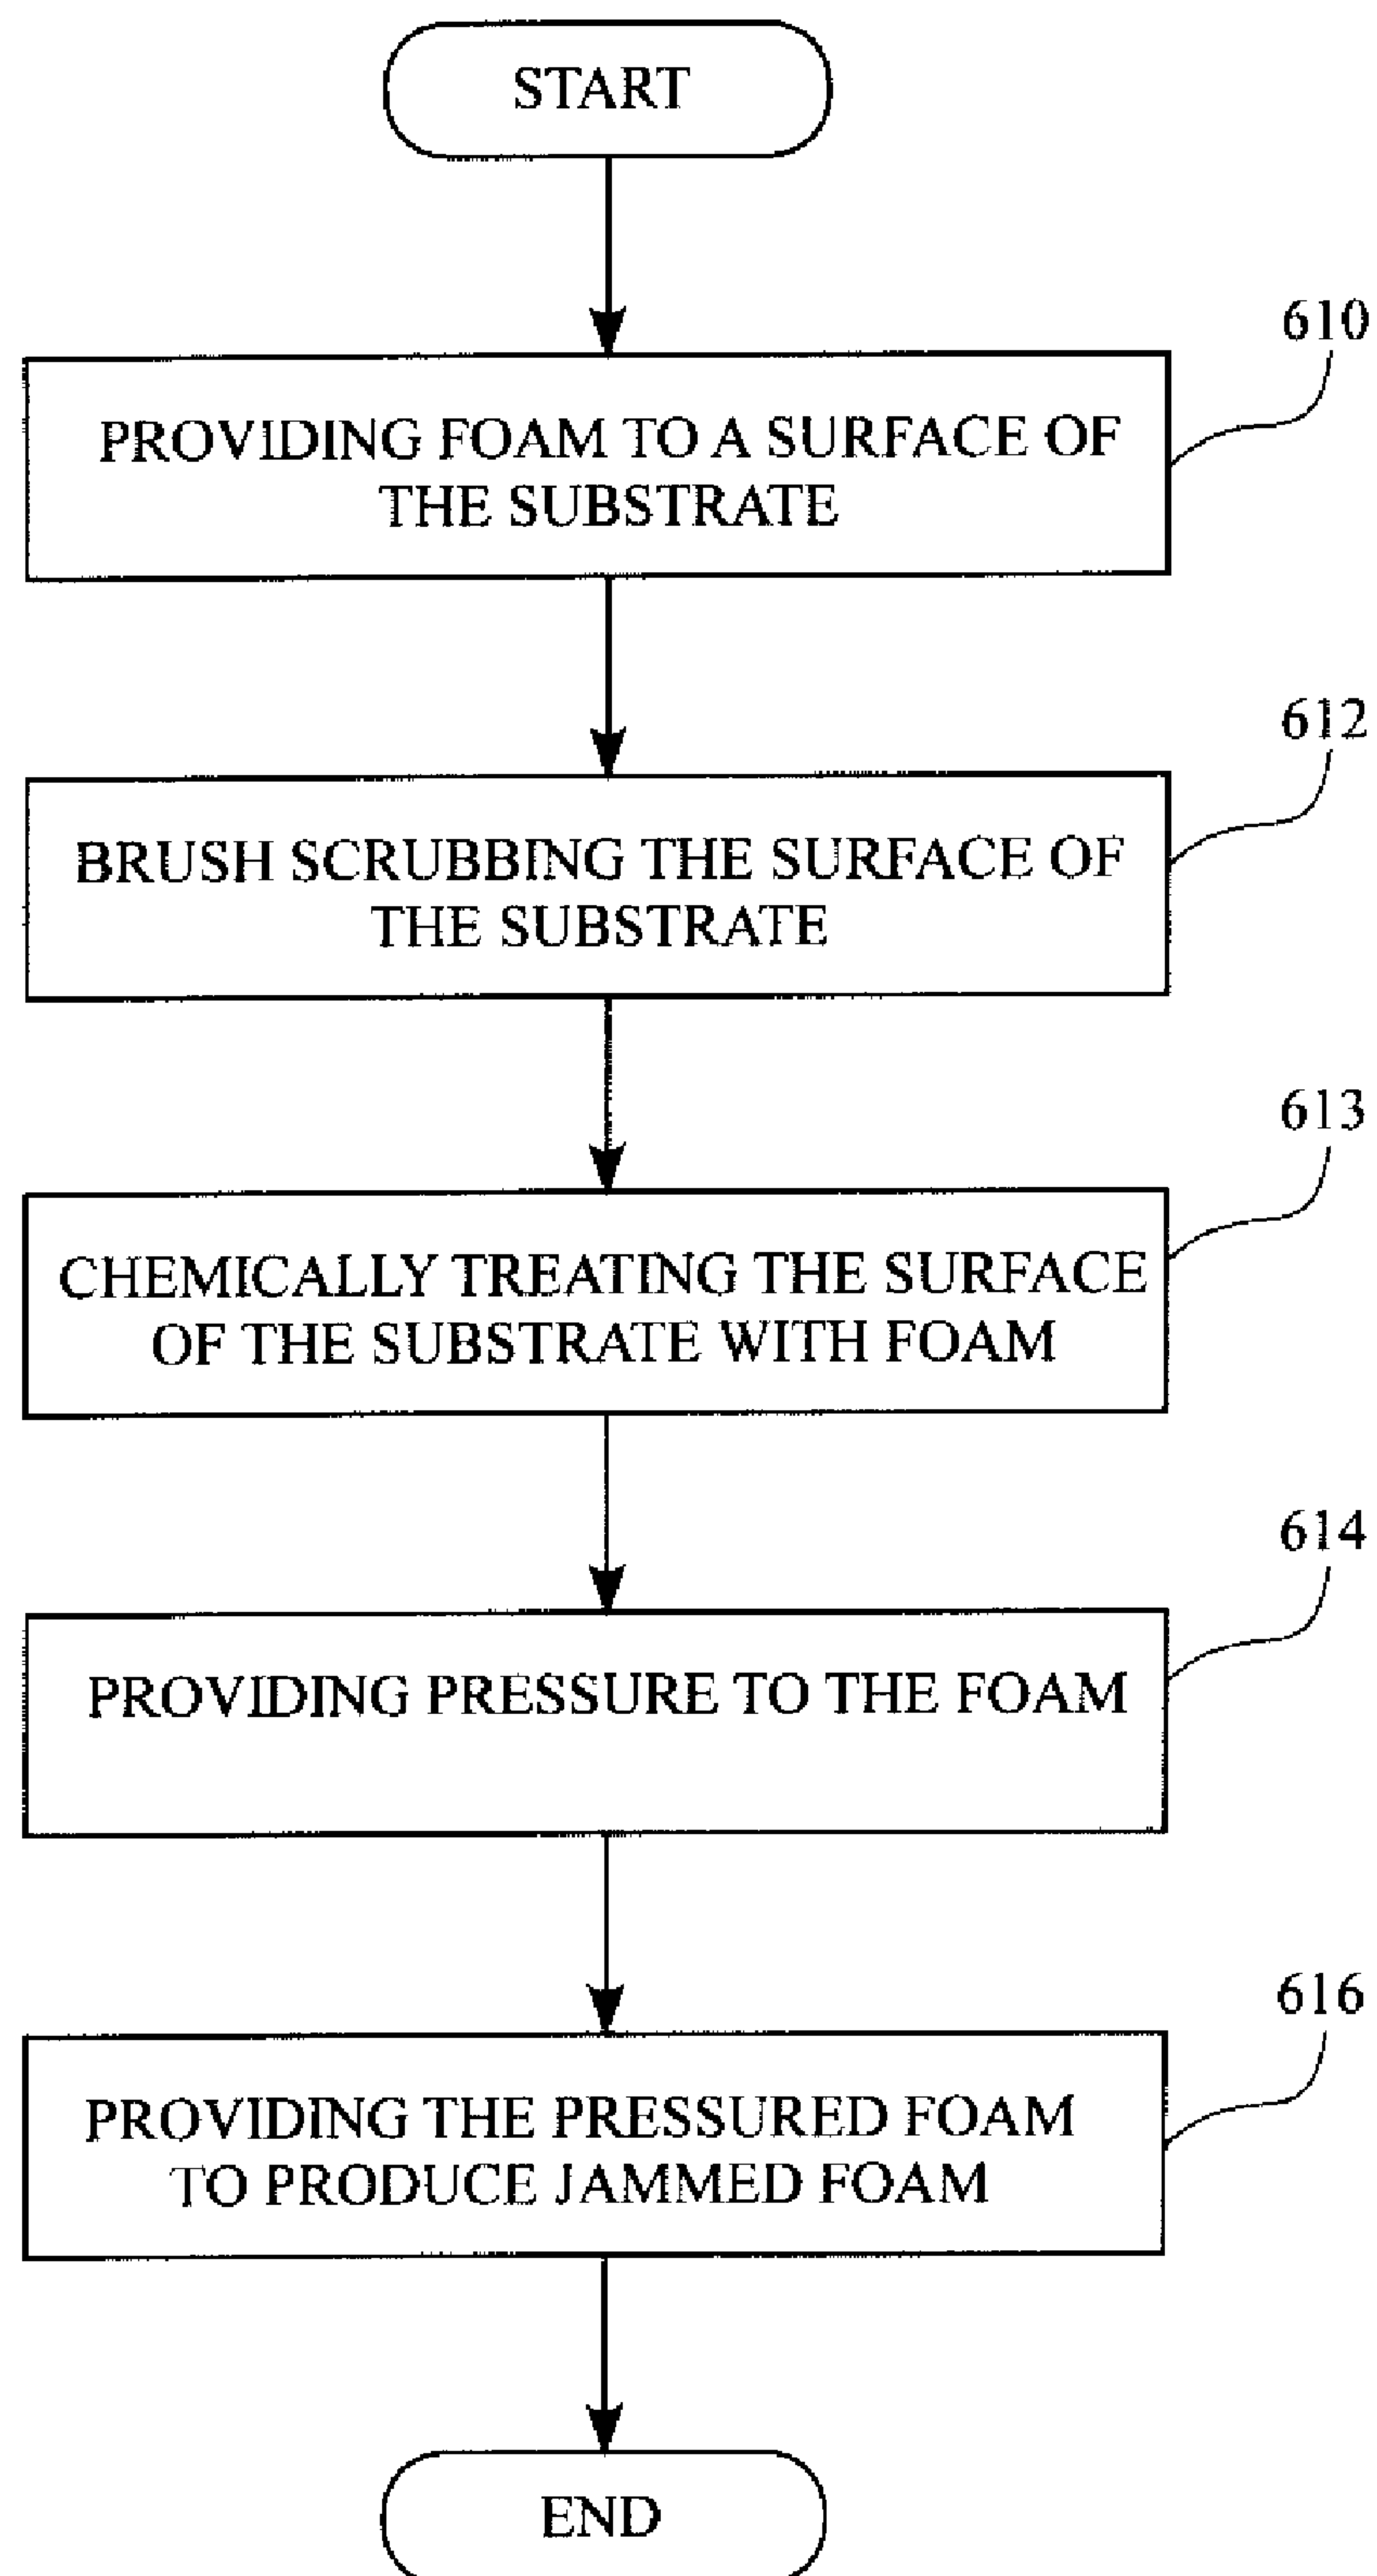 START
610
PROVIDING FOAM TO A SURFACE OF
THE SUBSTRATE
612
BRUSH SCRUBBING THE SURFACE OF
THE SUBSTRATE
613
CHEMICALLY TREATING THE SURFACE
OF THE SUBSTRATE WITH FOAM
614
PROVIDING PRESSURE TO THE FOAM
616
PROVIDING THE PRESSURED FOAM
TO PRODUCE JAMMED FOAM
END